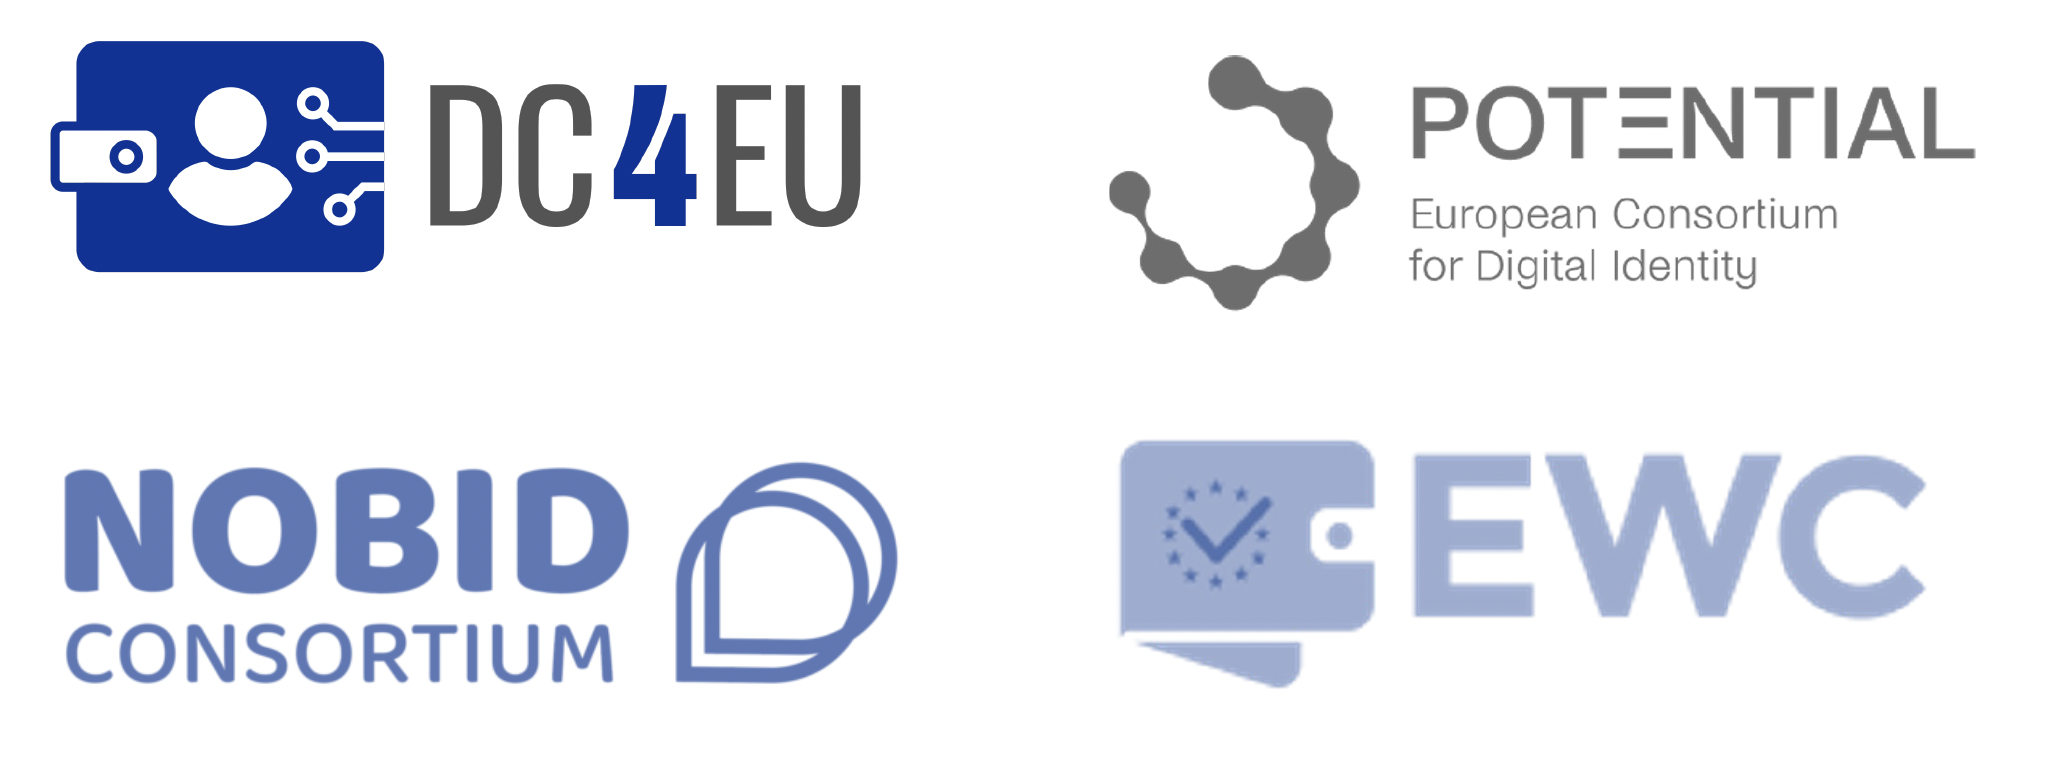 DC4EU
POTENTIAL
European Consortium
for Digital Identity
NOBID
CONSORTIUM
EWC